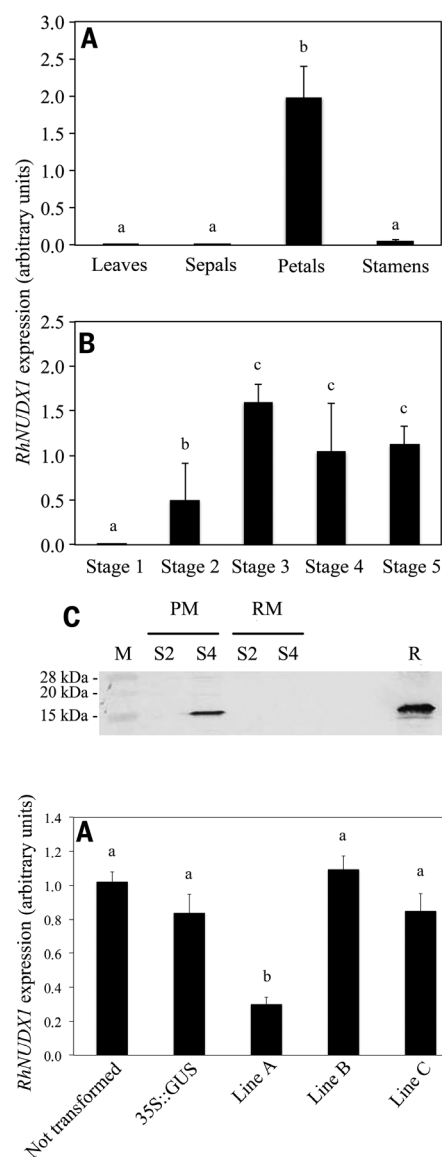 A
RhNUDX1 expression (arbitrary units)
3.0
2.5
2.0
1.5
1.0
0.5
0.0
a
a
b
a
Leaves Sepals Petals Stamens
B
2.5
2.0
1.5
1.0
0.5
0.0
a
b
c
c
c
Stage 1 Stage 2 Stage 3 Stage 4 Stage 5
C
PM RM
M S2 S4 S2 S4 R
28 kDa -
20 kDa -
15 kDa -
A
RhNUDX1 expression (arbitrary units)
1.4
1.2
1.0
0.8
0.6
0.4
0.2
0.0
a
a
b
a
a
Not transformed
35S::GUS
Line A
Line B
Line C